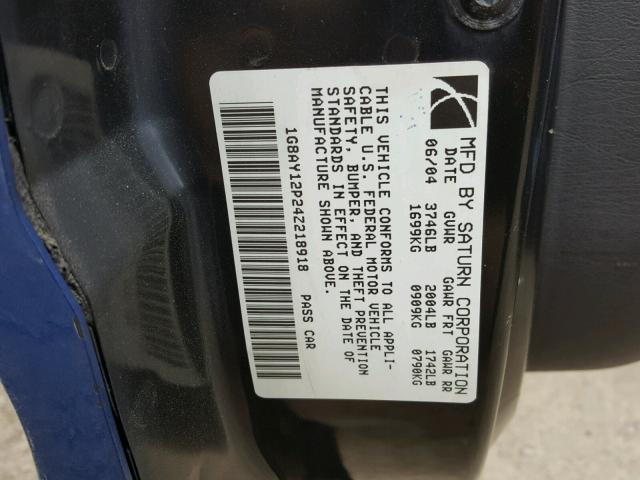 MFD BY SATURN CORPORATION
DATE GVWR GAWR FRT GAWR RR
06/04 3746LB 2004LB 1742LB
1699KG 0909KG 0790KG
THIS VEHICLE CONFORMS TO ALL APPLI-
CABLE U.S. FEDERAL MOTOR VEHICLE
SAFETY, BUMPER, AND THEFT PREVENTION
STANDARDS IN EFFECT ON THE DATE OF
MANUFACTURE SHOWN ABOVE.
1G8AY12P24Z218918 PASS CAR